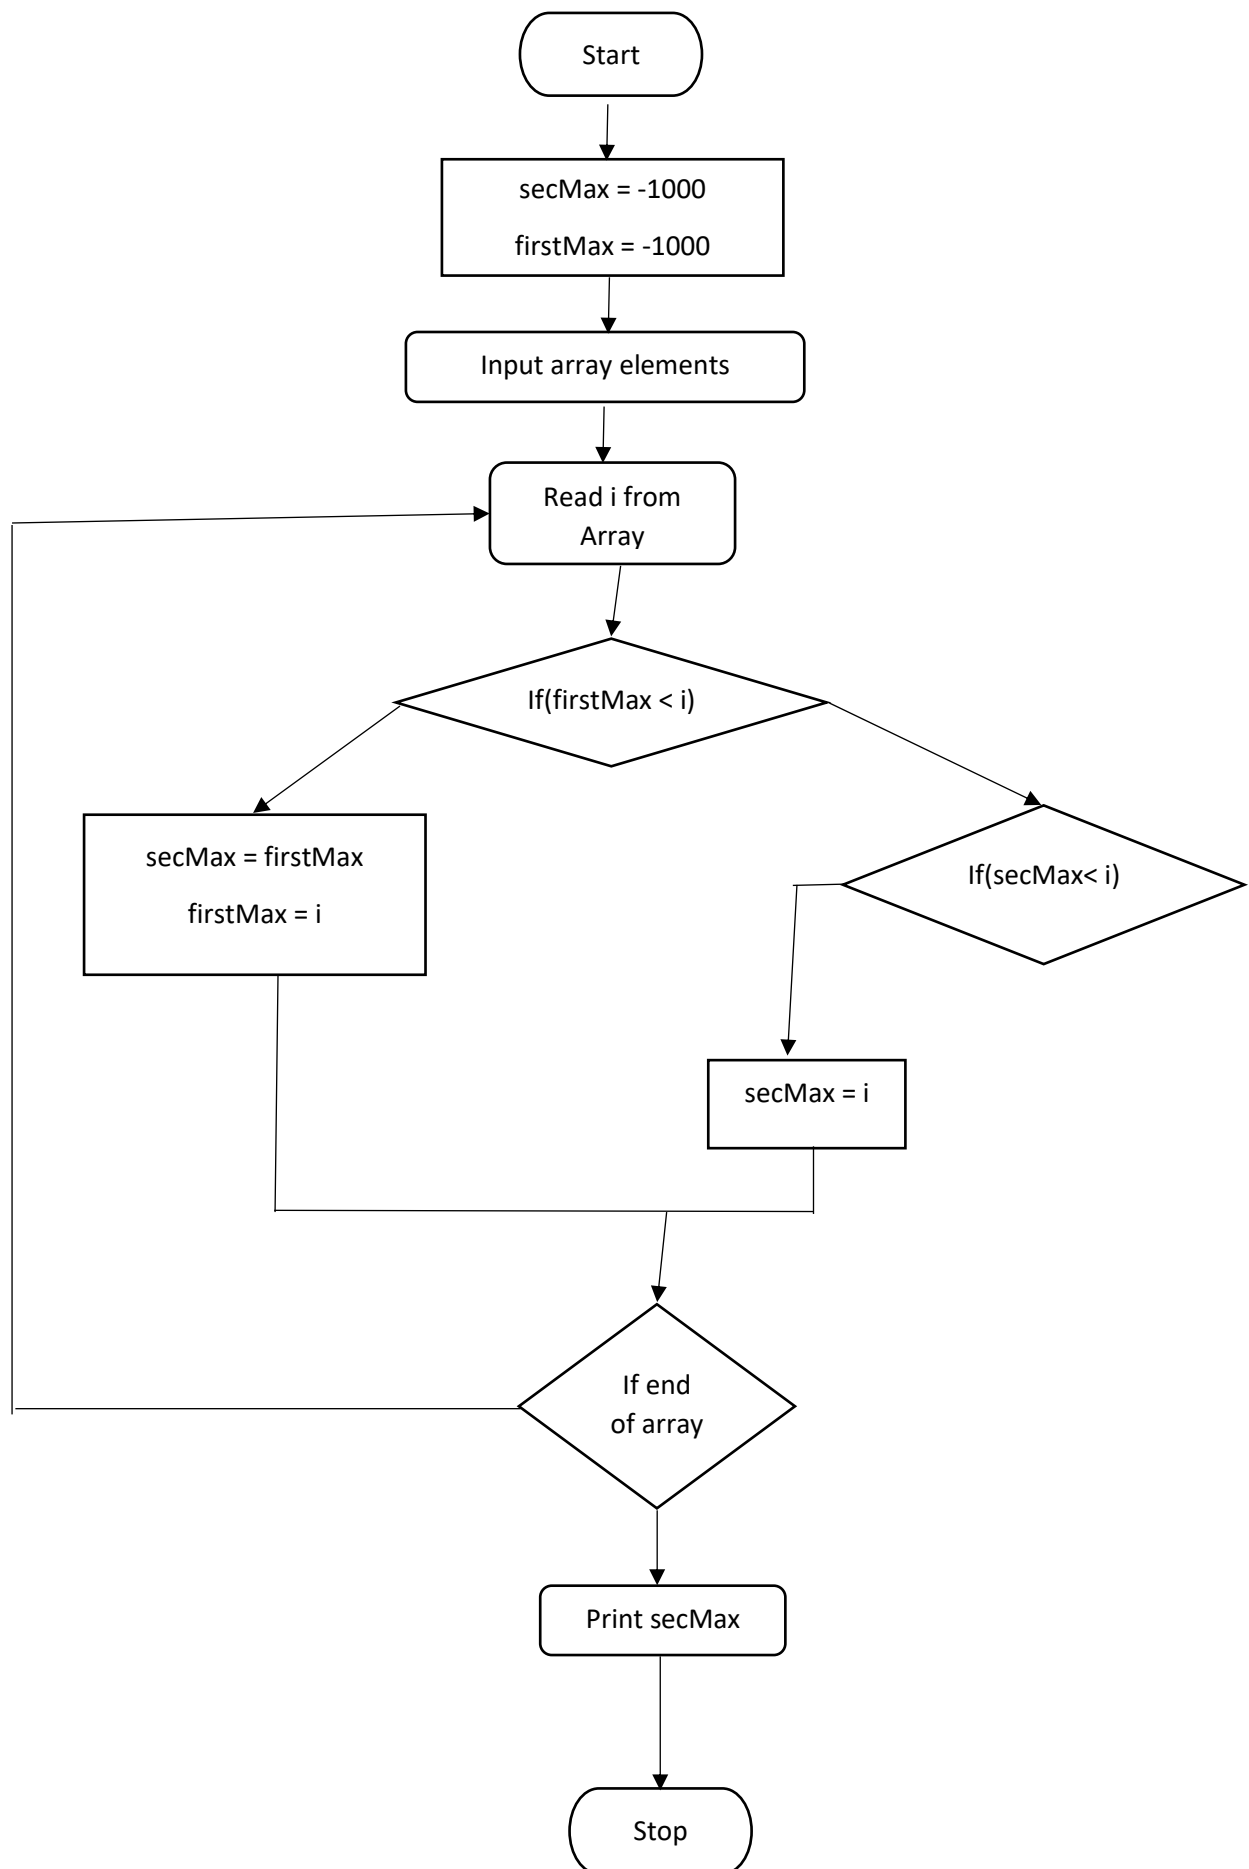 Start
secMax = -1000
firstMax = -1000
Input array elements
Read i from
Array
If(firstMax < i)
secMax = firstMax
firstMax = i
If(secMax< i)
secMax = i
If end
of array
Print secMax
Stop